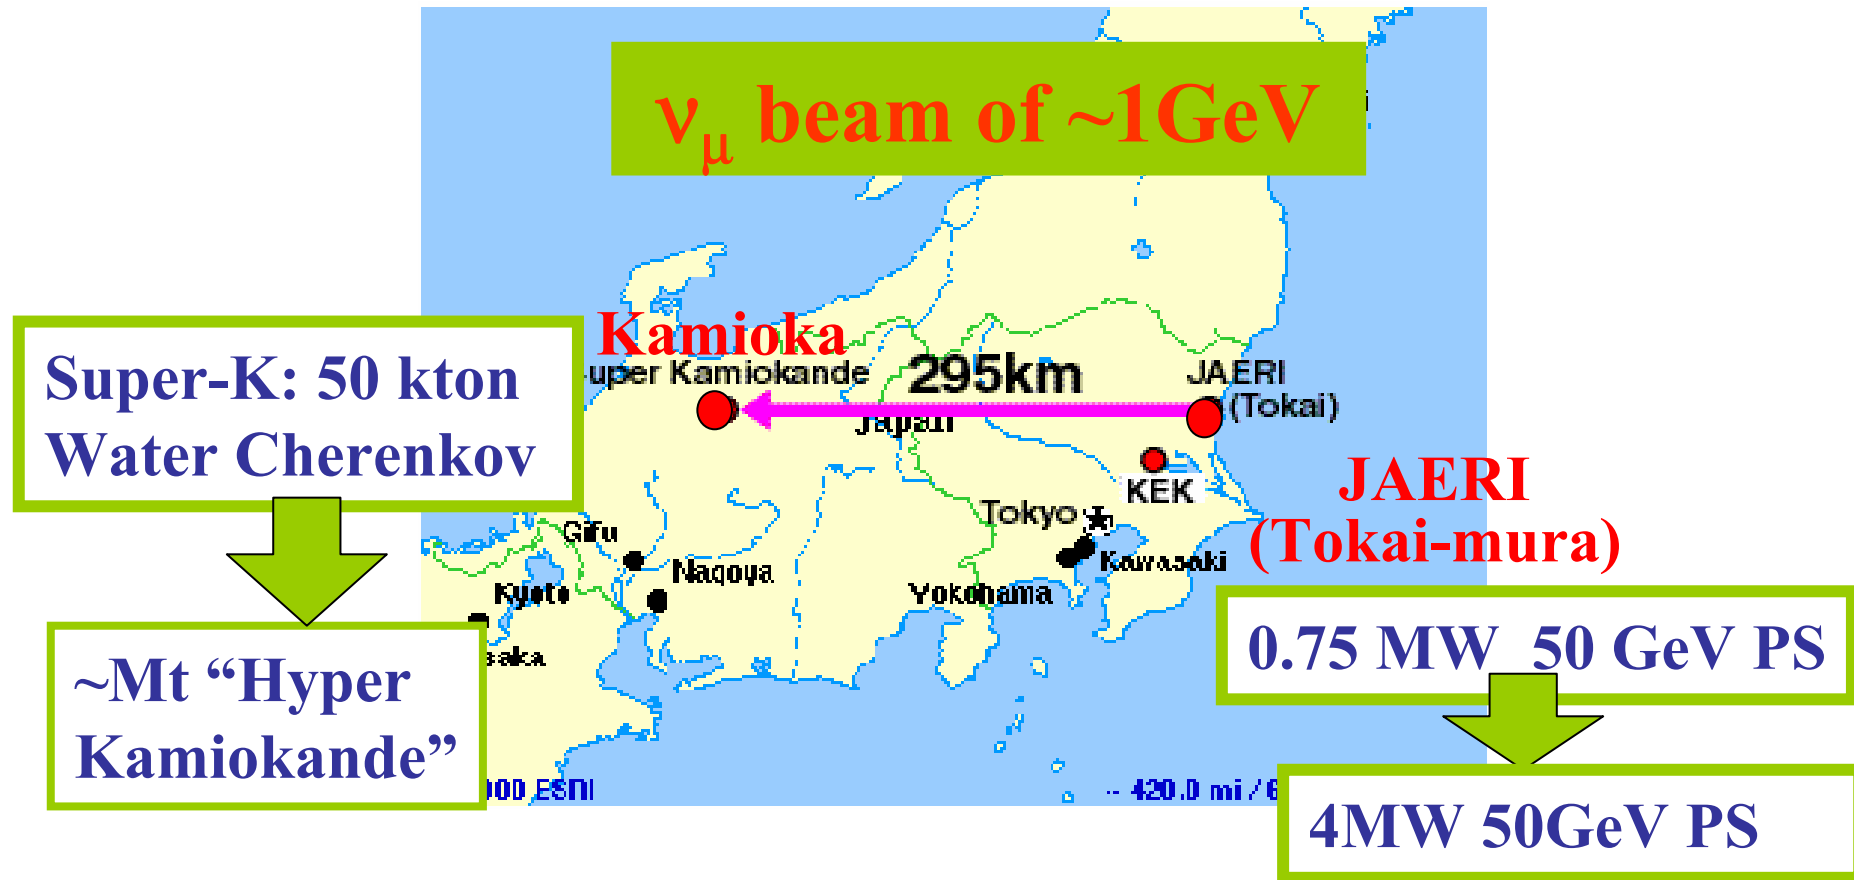 νμ beam of ~1GeV
Kamioka
Super-K: 50 kton
Water Cherenkov
uper Kamiokande
295km
JAERI
(Tokai)
Japan
KEK
JAERI
(Tokai-mura)
Tokyo
Gifu
Kawasaki
Nagoya
Kyoto
Yokohama
saka
0.75 MW 50 GeV PS
~Mt “Hyper
Kamiokande”
000 ESRI
420.0 mi / 6
4MW 50GeV PS